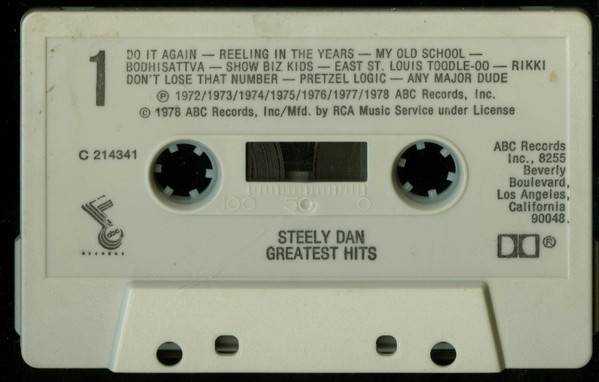 1
DO IT AGAIN — REELING IN THE YEARS — MY OLD SCHOOL —
BODHISATTVA — SHOW BIZ KIDS — EAST ST. LOUIS TOODLE-OO — RIKKI
DON'T LOSE THAT NUMBER — PRETZEL LOGIC — ANY MAJOR DUDE
Ⓟ 1972/1973/1974/1975/1976/1977/1978 ABC Records, Inc.
© 1978 ABC Records, Inc/Mfd. by RCA Music Service under License
C 214341
ABC Records
Inc., 8255
Beverly
Boulevard,
Los Angeles,
California
90048.
100 50 0
abc
RECORDS
STEELY DAN
GREATEST HITS
®